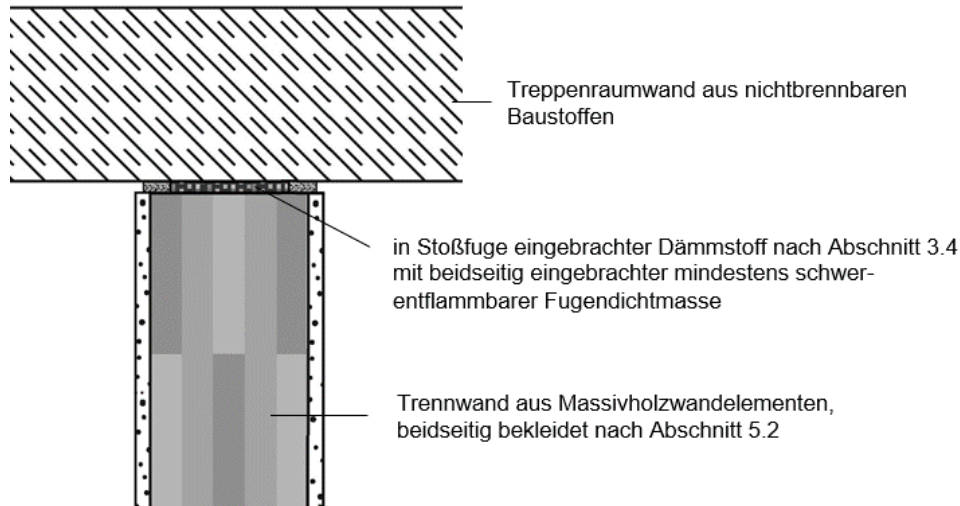 Treppenraumwand aus nichtbrennbaren
Baustoffen
in Stoßfuge eingebrachter Dämmstoff nach Abschnitt 3.4
mit beidseitig eingebrachter mindestens schwer-
entflammbarer Fugendichtmasse
Trennwand aus Massivholzwandelementen,
beidseitig bekleidet nach Abschnitt 5.2